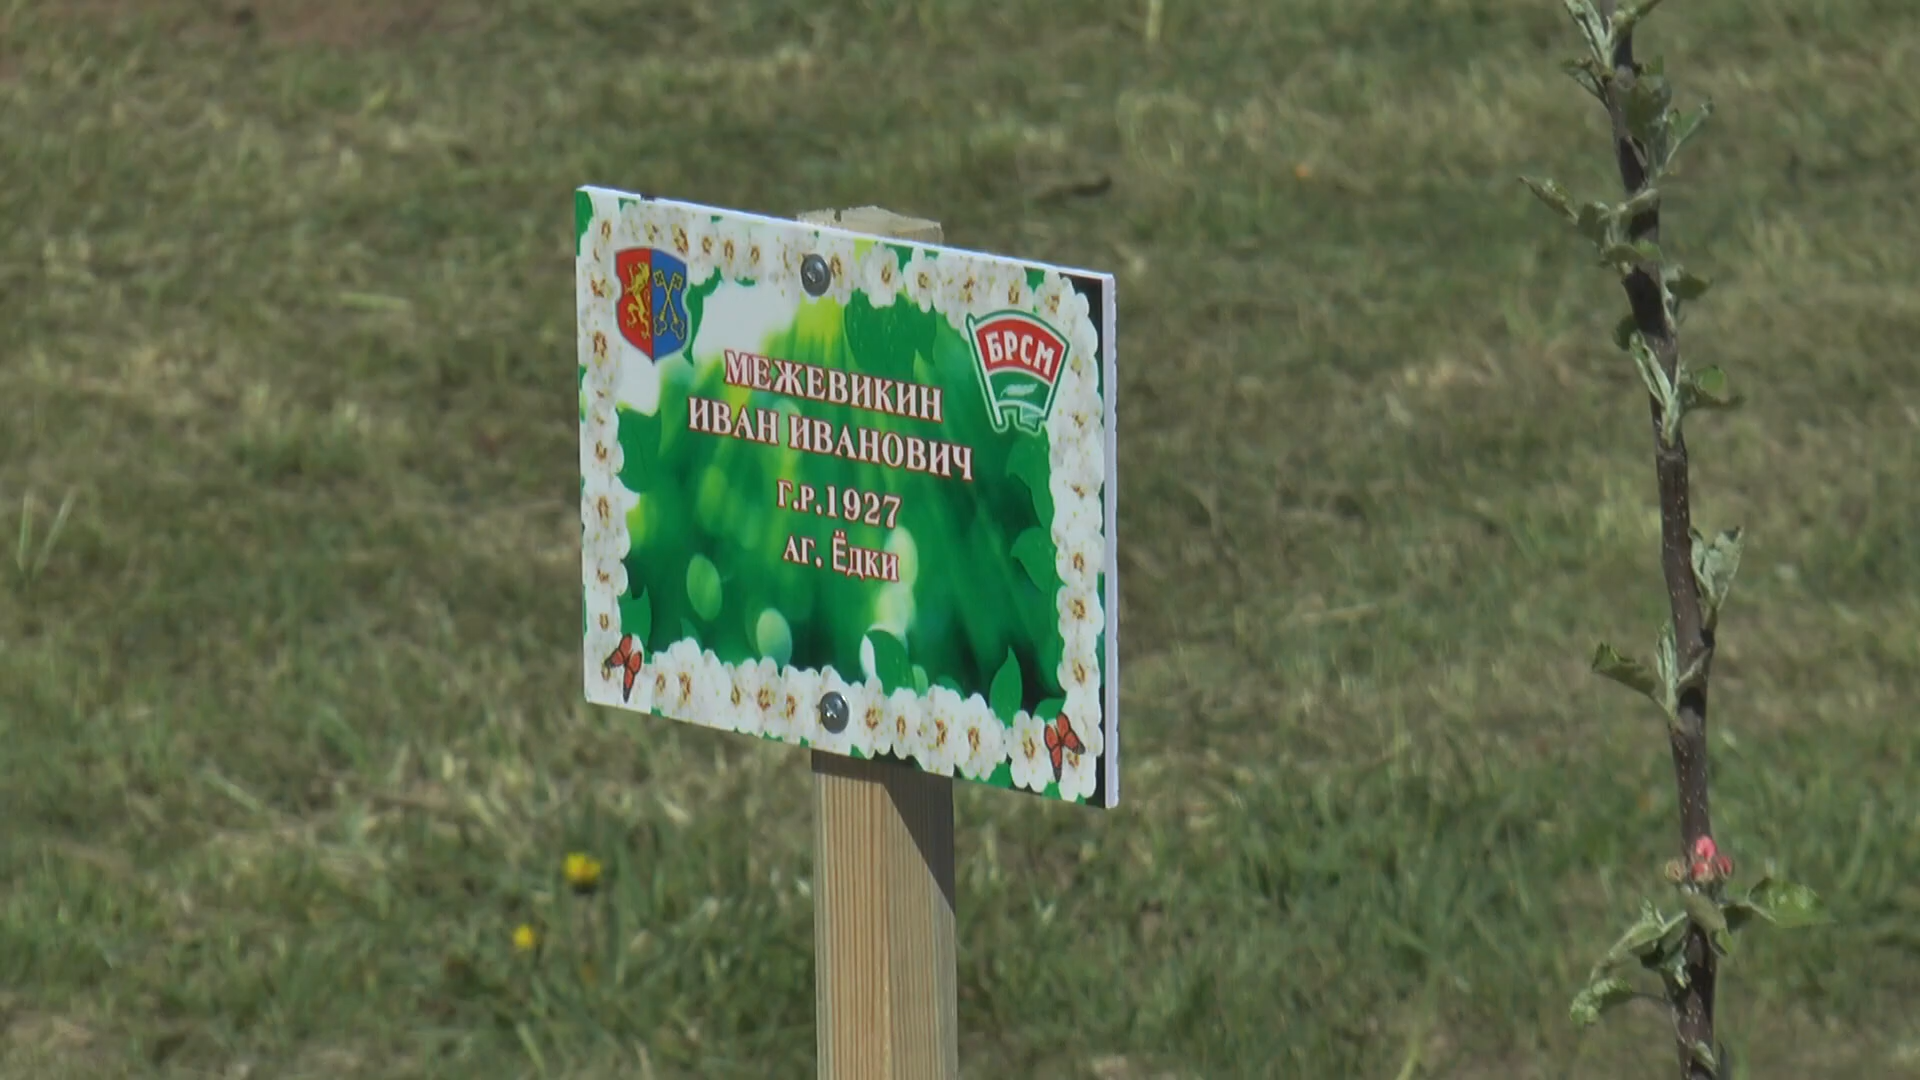 БРСМ
МЕЖЕВИКИН
ИВАН ИВАНОВИЧ
Г.Р.1927
АГ. ЁДКИ